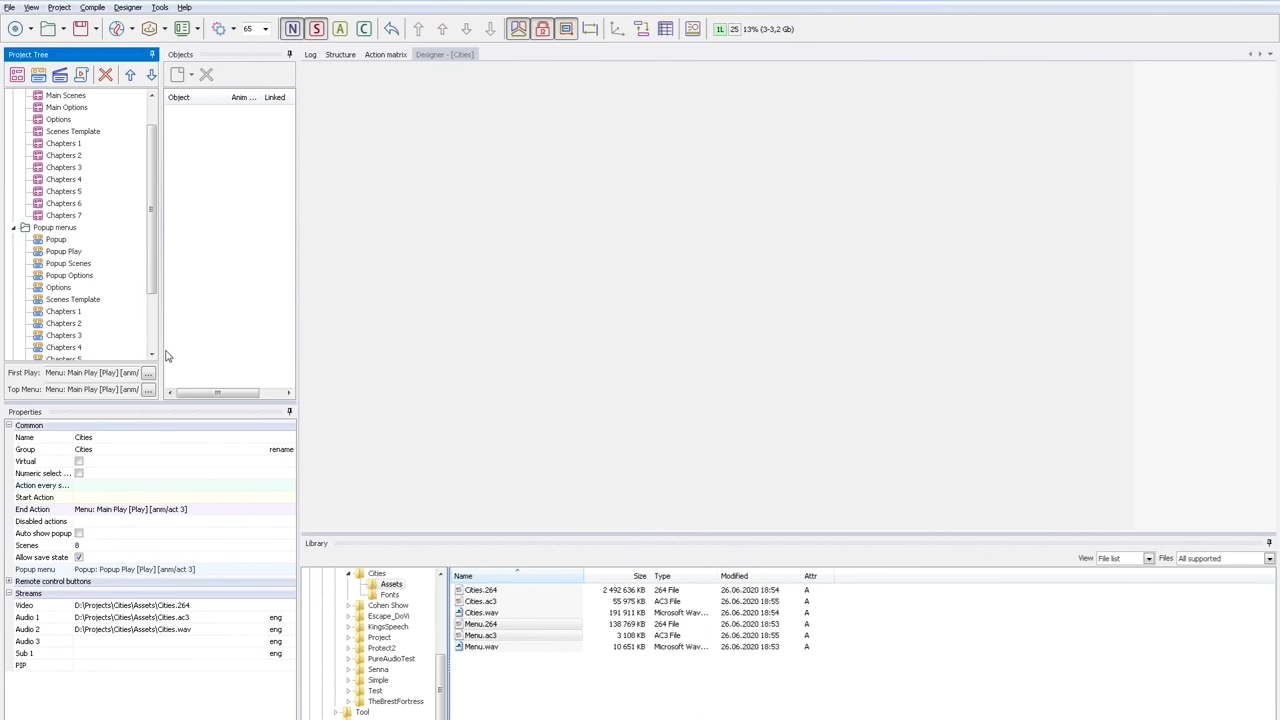 File View Project Compile Designer Tools Help
65 N S A C 1L 25 13% (3-3,2 Gb)
Project Tree
Main Scenes
Main Options
Options
Scenes Template
Chapters 1
Chapters 2
Chapters 3
Chapters 4
Chapters 5
Chapters 6
Chapters 7
Popup menus
Popup
Popup Play
Popup Scenes
Popup Options
Options
Scenes Template
Chapters 1
Chapters 2
Chapters 3
Chapters 4
Chapters 5
First Play: Menu: Main Play [Play] [anm/ ...
Top Menu: Menu: Main Play [Play] [anm/ ...
Objects
Object Anim ... Linked
Log Structure Action matrix Designer - [Cities]
Properties
Common
Name Cities
Group Cities rename
Virtual
Numeric select ...
Action every s...
Start Action
End Action Menu: Main Play [Play] [anm/act 3]
Disabled actions
Auto show popup
Scenes 8
Allow save state
Popup menu Popup: Popup Play [Play] [anm/act 3]
Remote control buttons
Streams
Video D:\Projects\Cities\Assets\Cities.264
Audio 1 D:\Projects\Cities\Assets\Cities.ac3 eng
Audio 2 D:\Projects\Cities\Assets\Cities.wav eng
Audio 3 eng
Sub 1 eng
PIP
Library
View File list Files All supported
Cities
Assets
Fonts
Cohen Show
Escape_DoVi
KingsSpeech
Project
Protect2
PureAudioTest
Senna
Simple
Test
TheBrestFortress
Tool
Name Size Type Modified Attr
Cities.264 2 492 636 KB 264 File 26.06.2020 18:54 A
Cities.ac3 55 975 KB AC3 File 26.06.2020 18:55 A
Cities.wav 191 911 KB Microsoft Wav... 26.06.2020 18:54 A
Menu.264 138 769 KB 264 File 26.06.2020 18:53 A
Menu.ac3 3 108 KB AC3 File 26.06.2020 18:55 A
Menu.wav 10 651 KB Microsoft Wav... 26.06.2020 18:53 A